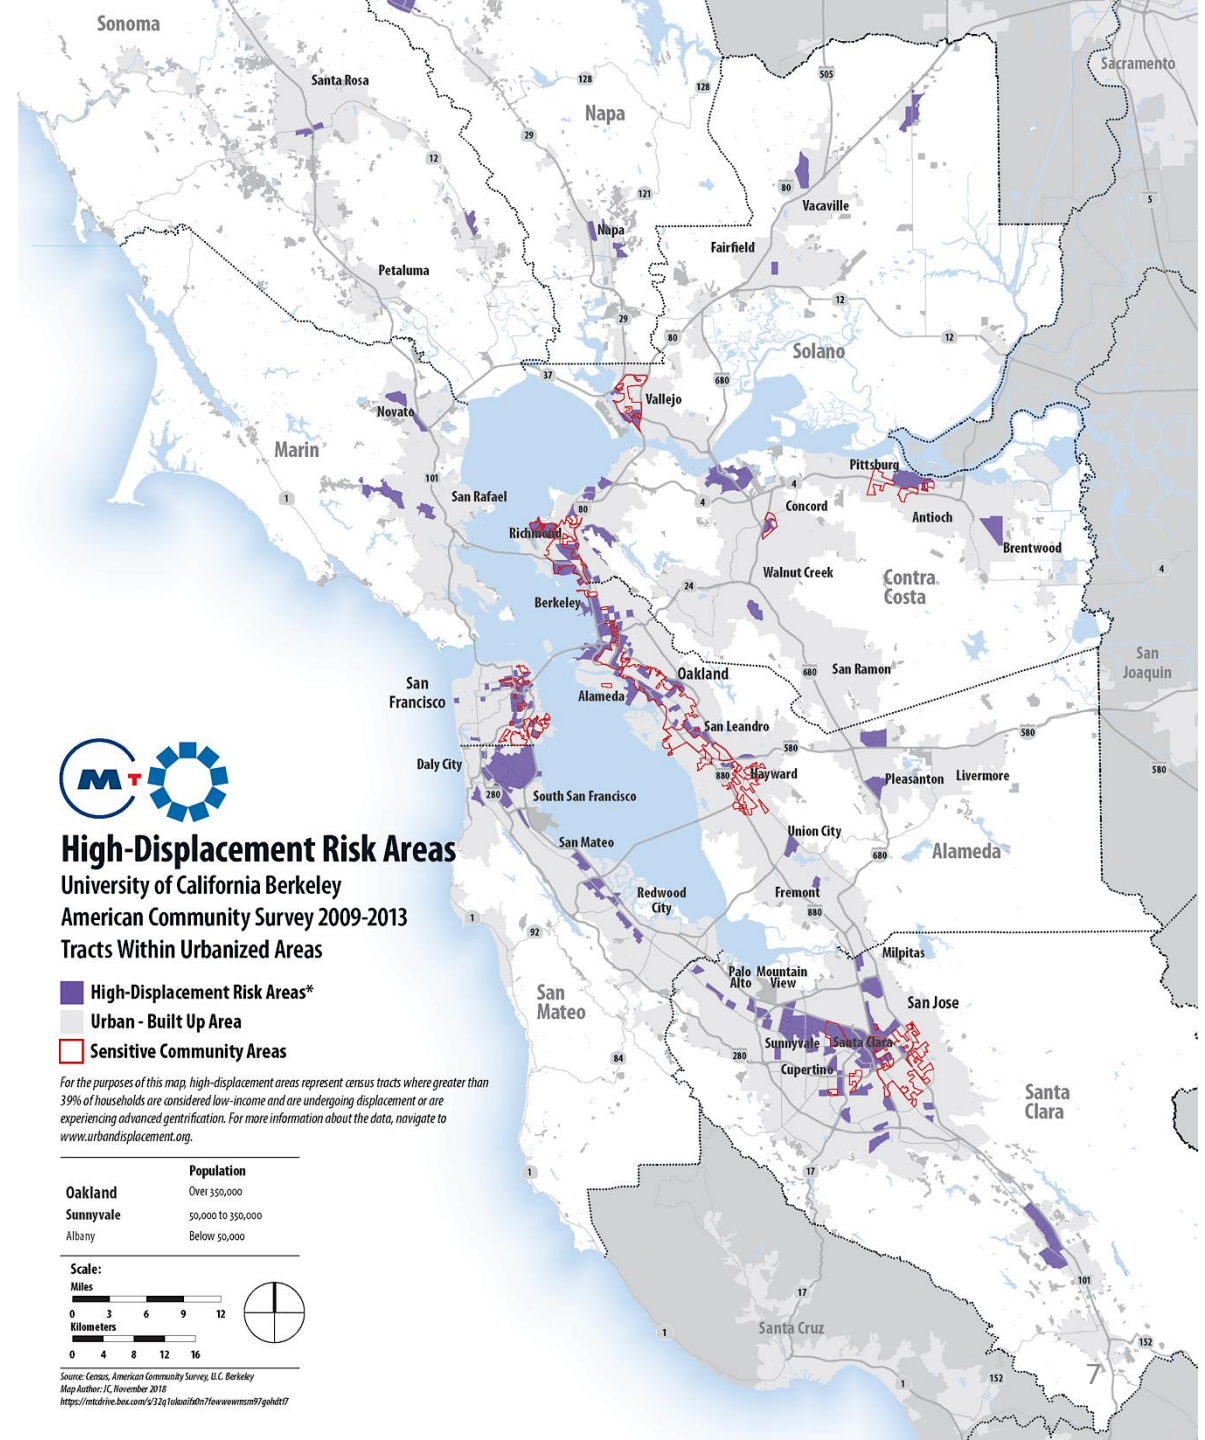 Sonoma
Sacramento
Santa Rosa
505
128
128
Napa
29
12
80
121
5
Vacaville
Napa
Fairfield
Petaluma
12
29
80
12
Solano
37
680
Vallejo
Novato
Marin
Pittsburg
101
San Rafael
4
1
4
80
Concord
Antioch
Richmond
Brentwood
Walnut Creek
4
Contra
Costa
24
Berkeley
San
Joaquin
Oakland
680
San Ramon
San
Francisco
Alameda
San Leandro
580
580
Daly City
880
Hayward
580
Pleasanton
Livermore
280
South San Francisco
Union City
San Mateo
680
Alameda
Redwood
City
Fremont
880
1
92
Milpitas
Palo
Alto
Mountain
View
San
Mateo
San Jose
Sunnyvale
Santa Clara
280
84
Cupertino
Santa
Clara
17
1
101
17
Santa Cruz
1
152
152
1
7
M T
High-Displacement Risk Areas
University of California Berkeley
American Community Survey 2009-2013
Tracts Within Urbanized Areas
High-Displacement Risk Areas*
Urban - Built Up Area
Sensitive Community Areas
For the purposes of this map, high-displacement areas represent census tracts where greater than
39% of households are considered low-income and are undergoing displacement or are
experiencing advanced gentrification. For more information about the data, navigate to
www.urbandisplacement.org.
Population
Oakland Over 350,000
Sunnyvale 50,000 to 350,000
Albany Below 50,000
Scale:
Miles
0 3 6 9 12
Kilometers
0 4 8 12 16
Source: Census, American Community Survey, U.C. Berkeley
Map Author: JC, November 2018